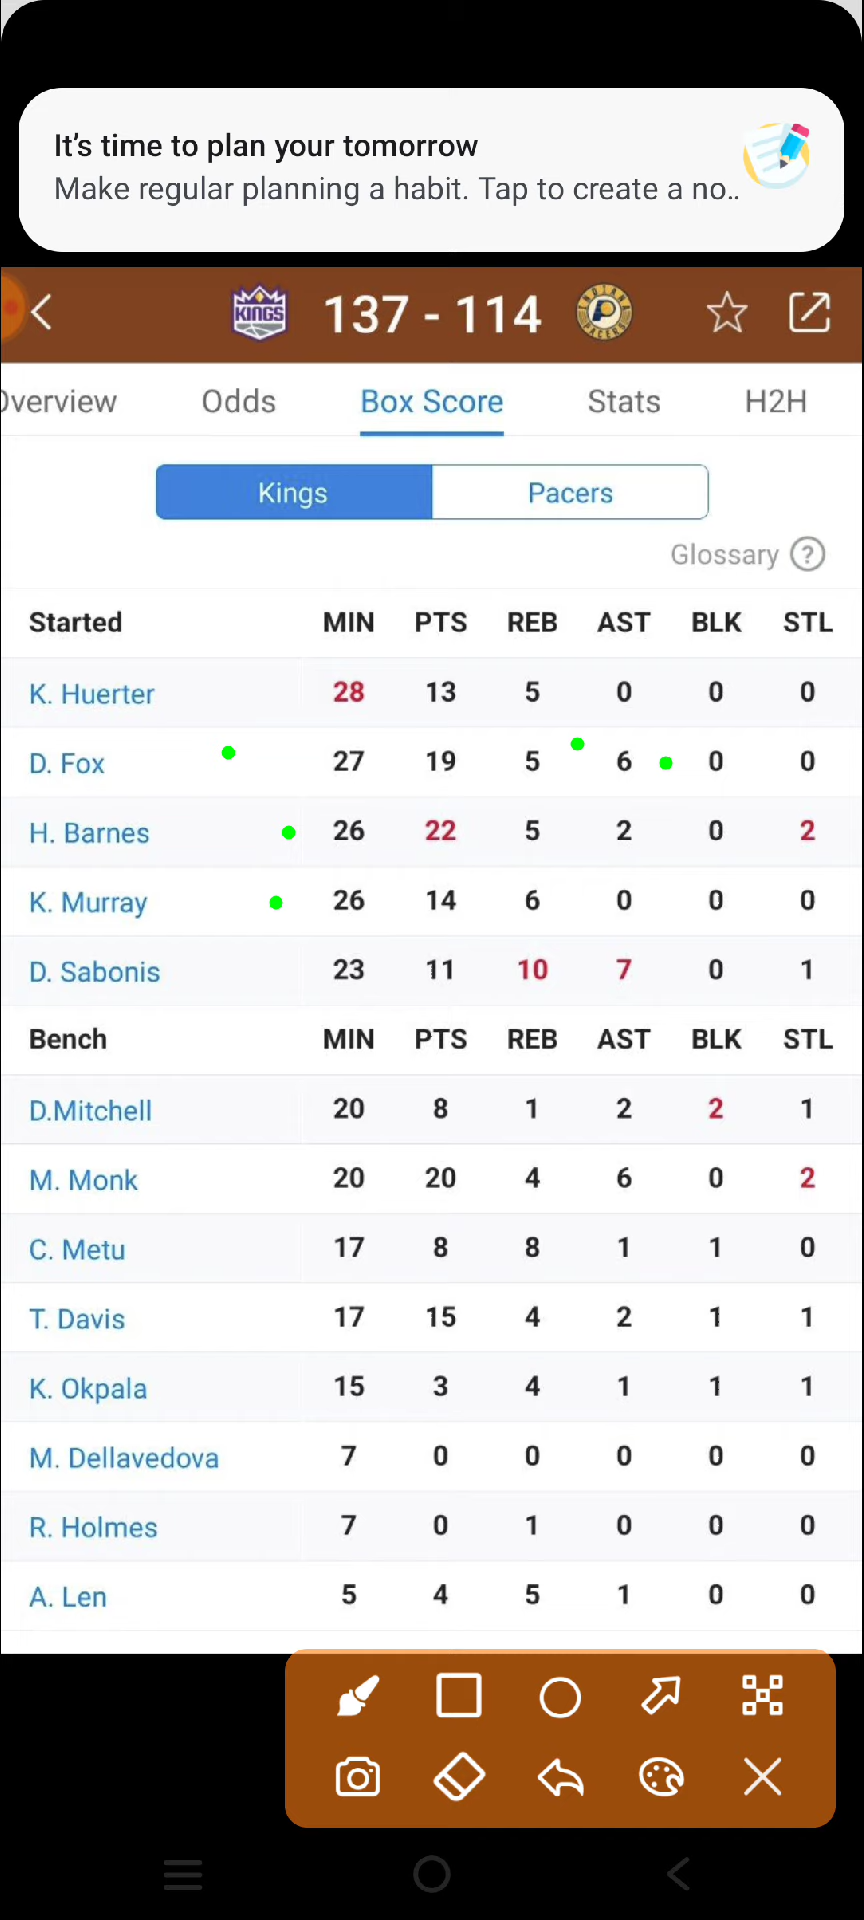 It's time to plan your tomorrow
Make regular planning a habit. Tap to create a no..
KINGS 137 - 114
Overview Odds Box Score Stats H2H
Kings Pacers
Glossary ?
Started MIN PTS REB AST BLK STL
K. Huerter 28 13 5 0 0 0
D. Fox 27 19 5 6 0 0
H. Barnes 26 22 5 2 0 2
K. Murray 26 14 6 0 0 0
D. Sabonis 23 11 10 7 0 1
Bench MIN PTS REB AST BLK STL
D.Mitchell 20 8 1 2 2 1
M. Monk 20 20 4 6 0 2
C. Metu 17 8 8 1 1 0
T. Davis 17 15 4 2 1 1
K. Okpala 15 3 4 1 1 1
M. Dellavedova 7 0 0 0 0 0
R. Holmes 7 0 1 0 0 0
A. Len 5 4 5 1 0 0